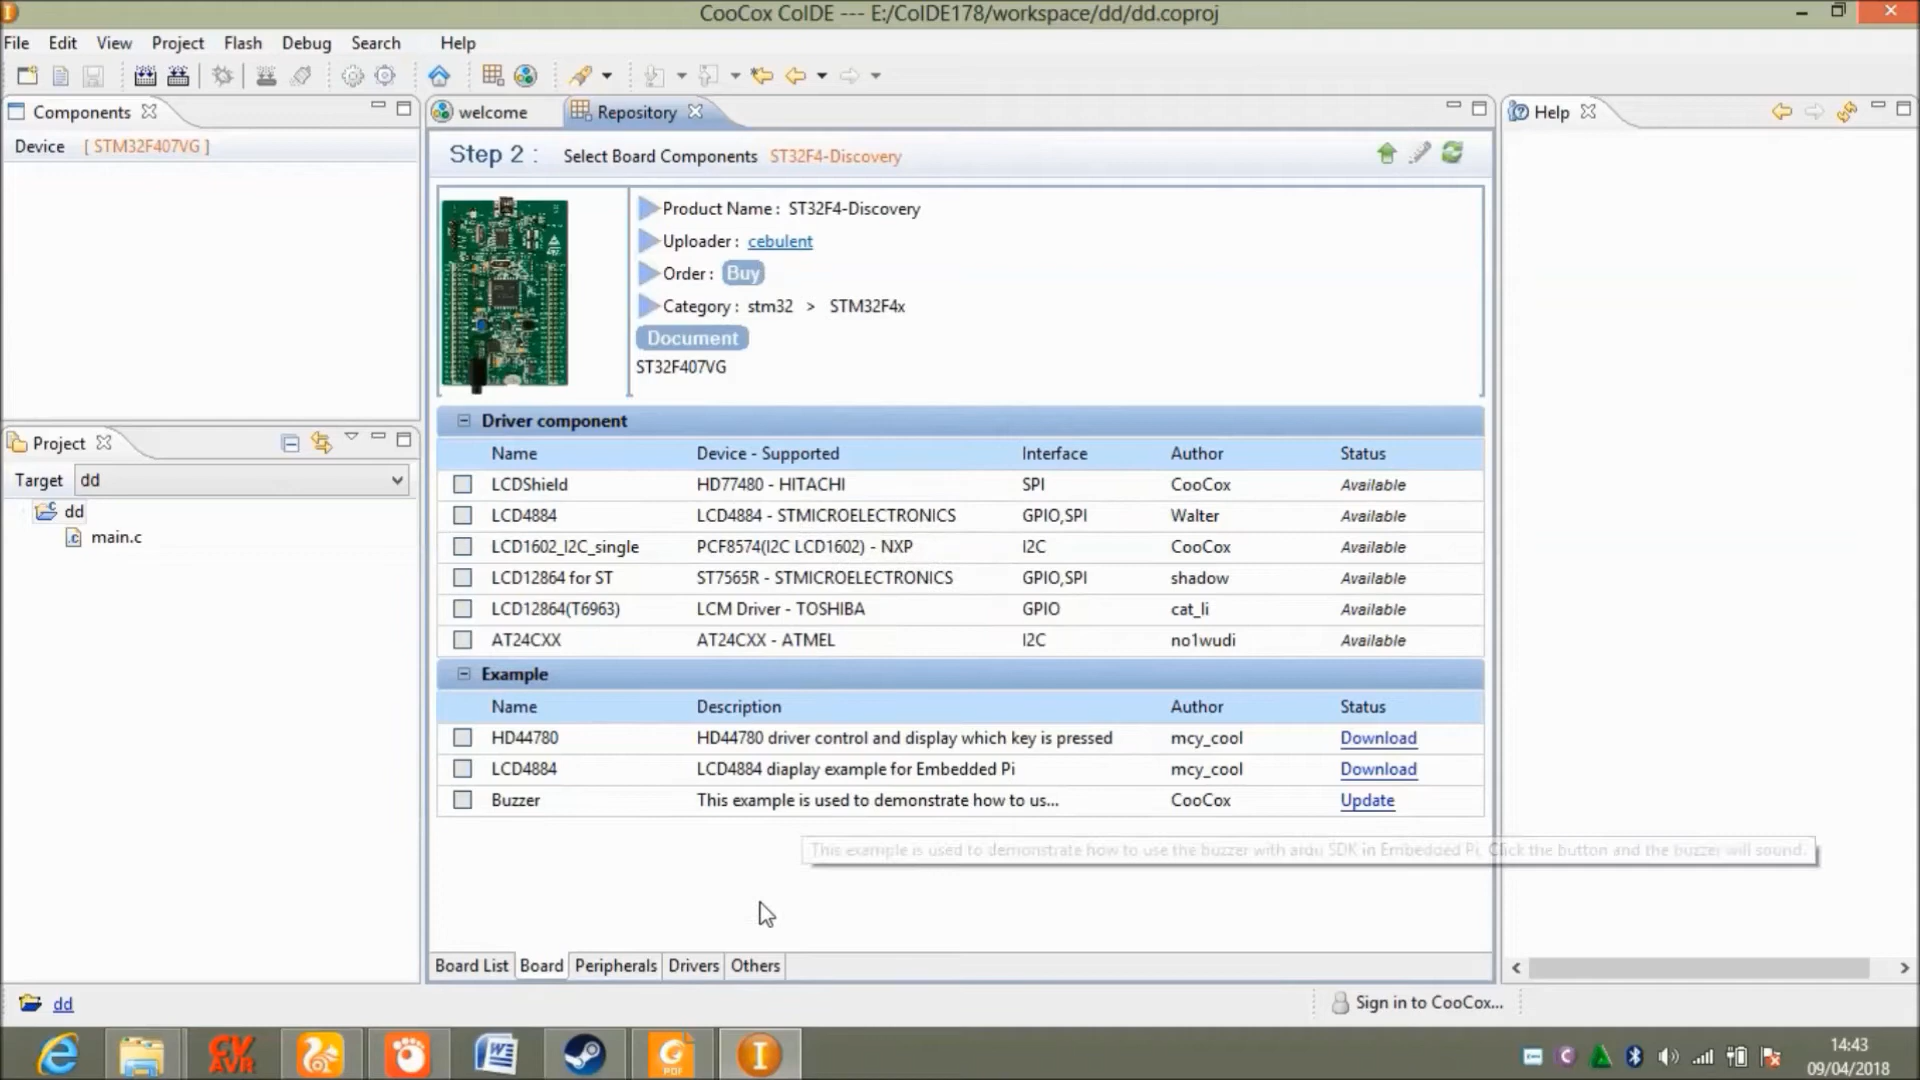 CooCox CoIDE --- E:/CoIDE178/workspace/dd/dd.coproj
File Edit View Project Flash Debug Search Help
Components
Device [ STM32F407VG ]
Project
Target dd
dd
main.c
welcome Repository
Step 2 : Select Board Components ST32F4-Discovery
Product Name : ST32F4-Discovery
Uploader : cebulent
Order : Buy
Category : stm32 > STM32F4x
Document
ST32F407VG
Driver component
Name Device - Supported Interface Author Status
LCDShield HD77480 - HITACHI SPI CooCox Available
LCD4884 LCD4884 - STMICROELECTRONICS GPIO,SPI Walter Available
LCD1602_I2C_single PCF8574(I2C LCD1602) - NXP I2C CooCox Available
LCD12864 for ST ST7565R - STMICROELECTRONICS GPIO,SPI shadow Available
LCD12864(T6963) LCM Driver - TOSHIBA GPIO cat_li Available
AT24CXX AT24CXX - ATMEL I2C no1wudi Available
Example
Name Description Author Status
HD44780 HD44780 driver control and display which key is pressed mcy_cool Download
LCD4884 LCD4884 diaplay example for Embedded Pi mcy_cool Download
Buzzer This example is used to demonstrate how to us... CooCox Update
This example is used to demonstrate how to use the buzzer with ardu SDK in Embedded Pi. Click the button and the buzzer will sound.
Board List Board Peripherals Drivers Others
Help
dd
Sign in to CooCox...
CV
AVR
PDF
14:43
09/04/2018